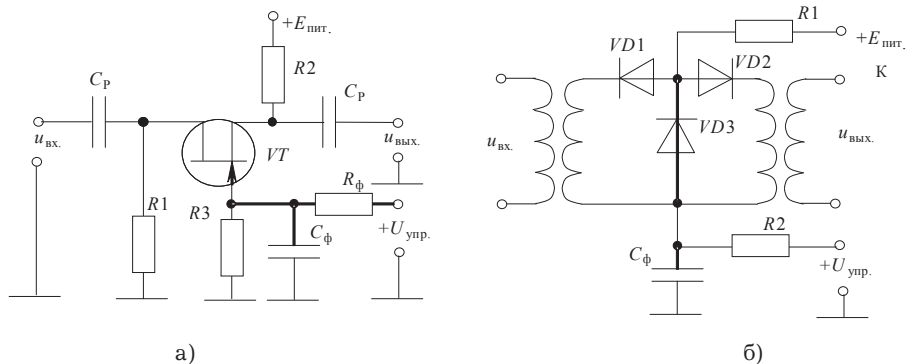 +Eпит.
R2
Cр
Cр
uвх.
uвых.
VT
R1
R3
Rф
Cф
+Uупр.
а)
R1
+Eпит.
VD1
VD2
К
VD3
uвх.
uвых.
R2
Cф
+Uупр.
б)